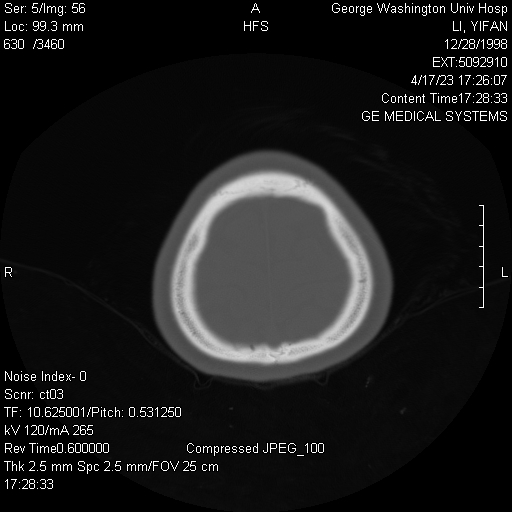 Ser: 5/Img: 56
Loc: 99.3 mm
630 /3460
A
HFS
George Washington Univ Hosp
LI, YIFAN
12/28/1998
EXT:5092910
4/17/23 17:26:07
Content Time17:28:33
GE MEDICAL SYSTEMS
R
L
Noise Index- 0
Scnr: ct03
TF: 10.625001/Pitch: 0.531250
kV 120/mA 265
Rev Time0.600000
Compressed JPEG_100
Thk 2.5 mm Spc 2.5 mm/FOV 25 cm
17:28:33